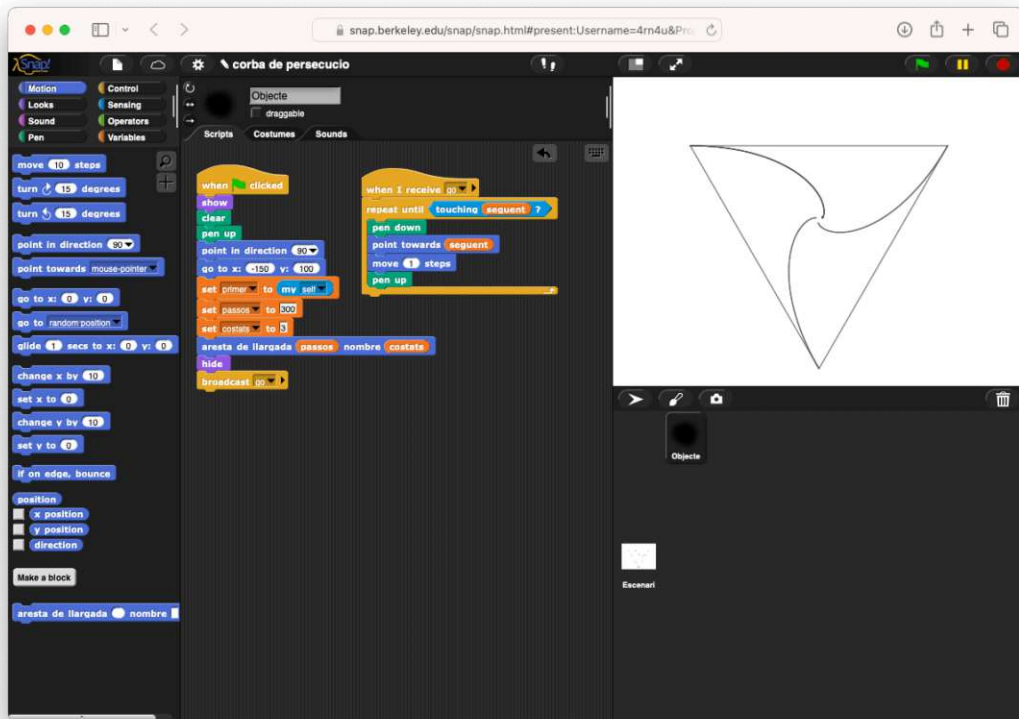 snap.berkeley.edu/snap/snap.html#present:Username=4rn4u&Pro
Snap!
corba de persecucio
Motion
Control
Looks
Sensing
Sound
Operators
Pen
Variables
move 10 steps
turn 15 degrees
turn 15 degrees
point in direction 90
point towards mouse-pointer
go to x: 0 y: 0
go to random position
glide 1 secs to x: 0 y: 0
change x by 10
set x to 0
change y by 10
set y to 0
if on edge, bounce
position
x position
y position
direction
Make a block
aresta de llargada nombre
Objecte
draggable
Scripts Costumes Sounds
when clicked
show
clear
pen up
point in direction 90
go to x: -150 y: 100
set primer to my self
set passos to 300
set costats to 3
aresta de llargada passos nombre costats
hide
broadcast go
when I receive go
repeat until touching seguent ?
pen down
point towards seguent
move 1 steps
pen up
Objecte
Escenari